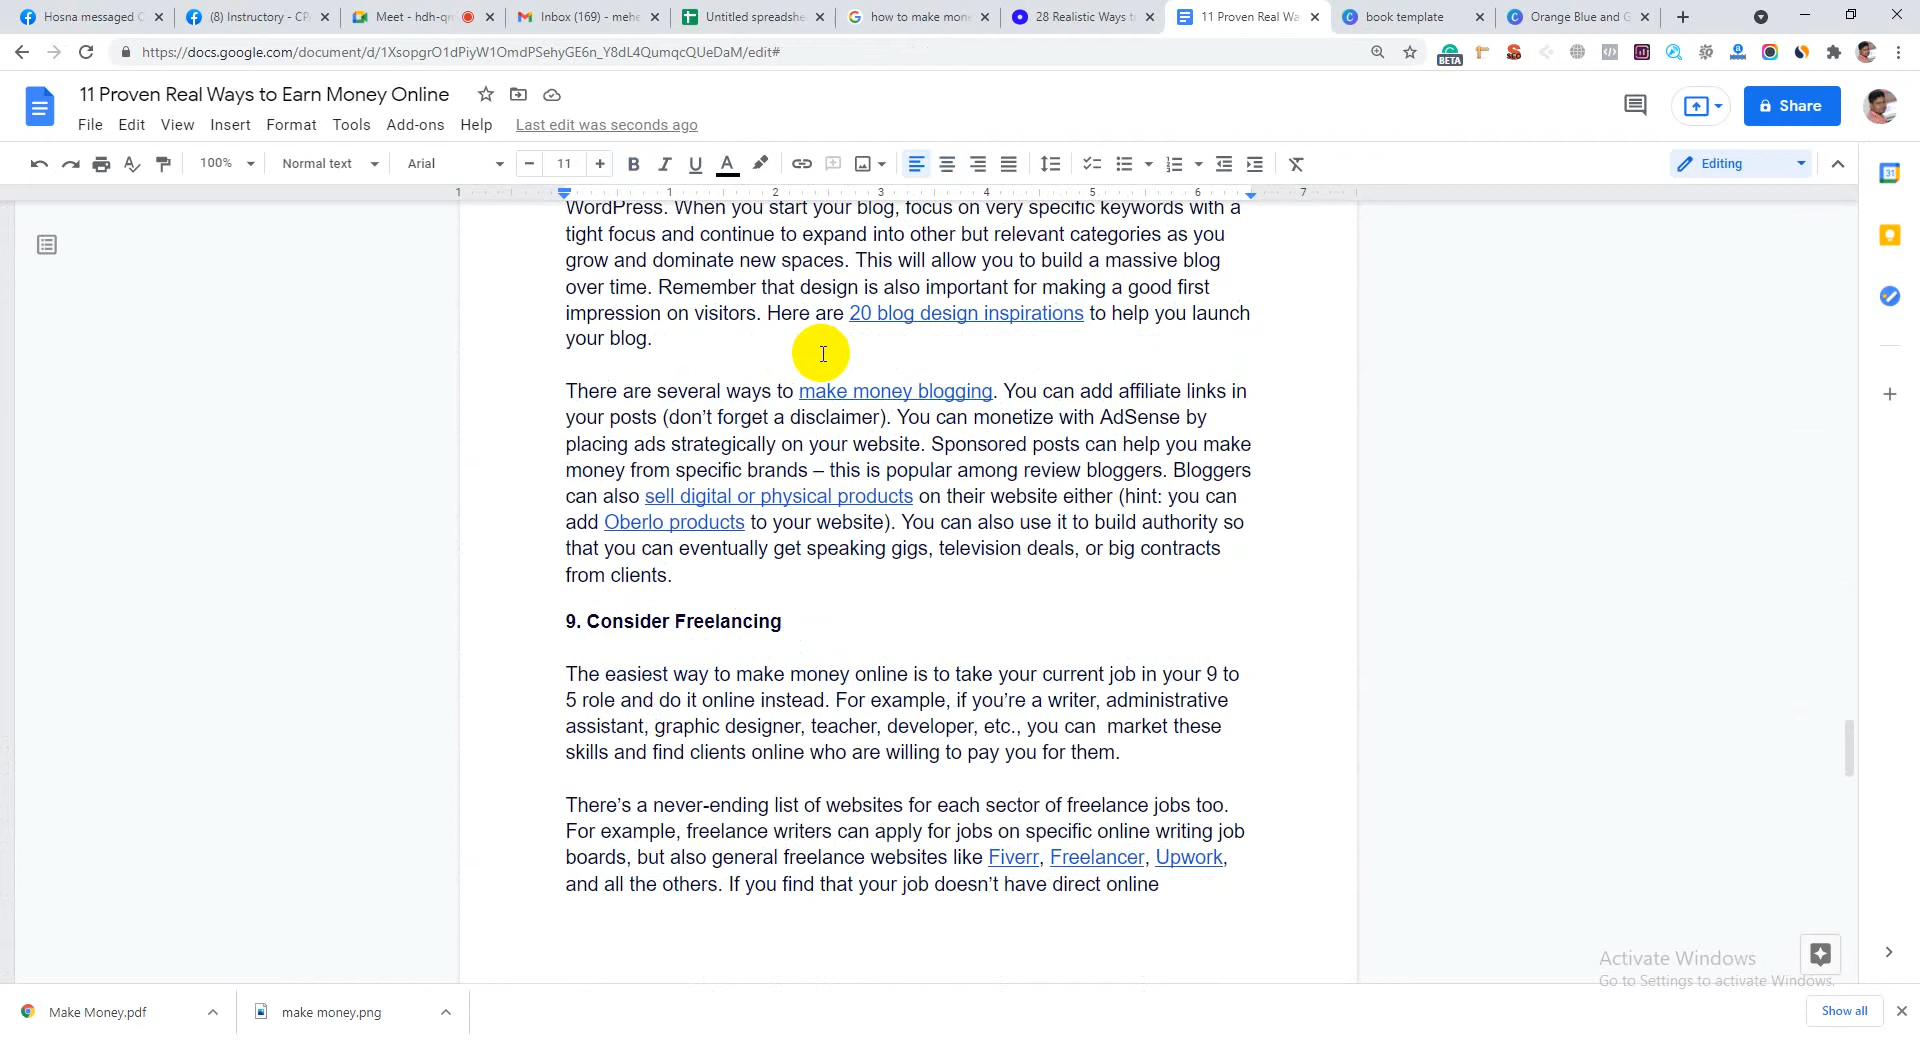 Hosna messaged
(8) Instructory - CP
Meet - hdh-qr
Inbox (169) - mehe
Untitled spreadshe
how to make mon
28 Realistic Ways t
11 Proven Real Wa
book template
Orange Blue and G
https://docs.google.com/document/d/1XsopgrO1dPiyW1OmdPSehyGE6n_Y8dL4QumqcQUeDaM/edit#
BETA
11 Proven Real Ways to Earn Money Online
Share
File Edit View Insert Format Tools Add-ons Help Last edit was seconds ago
100% Normal text Arial 11 Editing
1 1 2 3 4 5 6 7
31
WordPress. When you start your blog, focus on very specific keywords with a
tight focus and continue to expand into other but relevant categories as you
grow and dominate new spaces. This will allow you to build a massive blog
over time. Remember that design is also important for making a good first
impression on visitors. Here are 20 blog design inspirations to help you launch
your blog.
There are several ways to make money blogging. You can add affiliate links in
your posts (don’t forget a disclaimer). You can monetize with AdSense by
placing ads strategically on your website. Sponsored posts can help you make
money from specific brands – this is popular among review bloggers. Bloggers
can also sell digital or physical products on their website either (hint: you can
add Oberlo products to your website). You can also use it to build authority so
that you can eventually get speaking gigs, television deals, or big contracts
from clients.
9. Consider Freelancing
The easiest way to make money online is to take your current job in your 9 to
5 role and do it online instead. For example, if you’re a writer, administrative
assistant, graphic designer, teacher, developer, etc., you can  market these
skills and find clients online who are willing to pay you for them.
There’s a never-ending list of websites for each sector of freelance jobs too.
For example, freelance writers can apply for jobs on specific online writing job
boards, but also general freelance websites like Fiverr, Freelancer, Upwork,
and all the others. If you find that your job doesn’t have direct online
Activate Windows
Go to Settings to activate Windows.
Make Money.pdf
make money.png
Show all